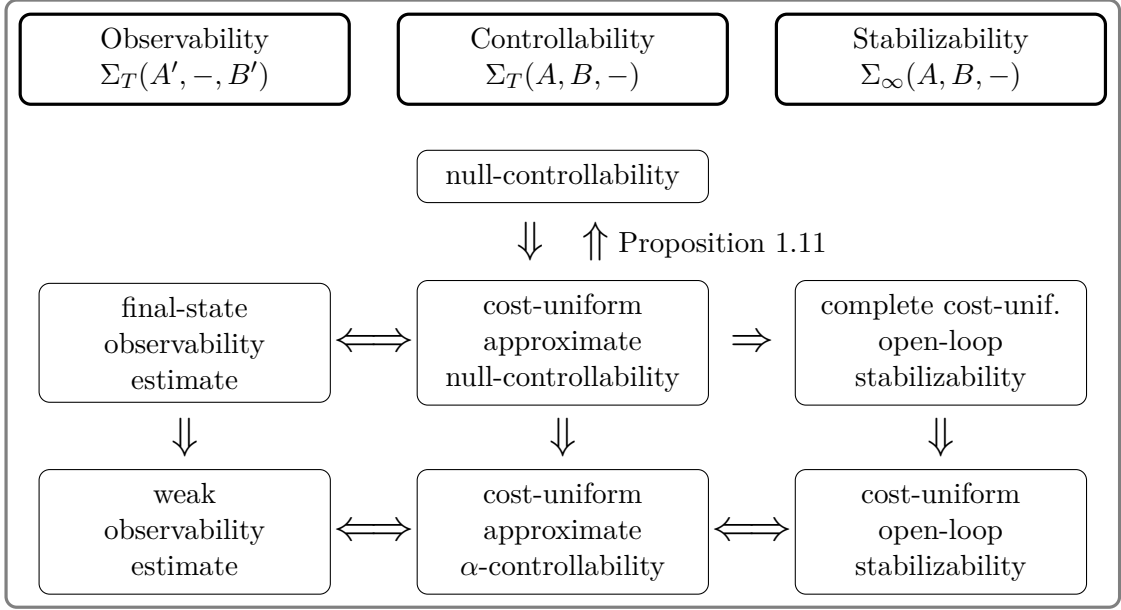 Observability
Σ_T(A′, −, B′)
Controllability
Σ_T(A, B, −)
Stabilizability
Σ_∞(A, B, −)
null-controllability
⇓ ⇑ Proposition 1.11
final-state
observability
estimate
⟺
cost-uniform
approximate
null-controllability
⇒
complete cost-unif.
open-loop
stabilizability
⇓ ⇓ ⇓
weak
observability
estimate
⟺
cost-uniform
approximate
α-controllability
⟺
cost-uniform
open-loop
stabilizability